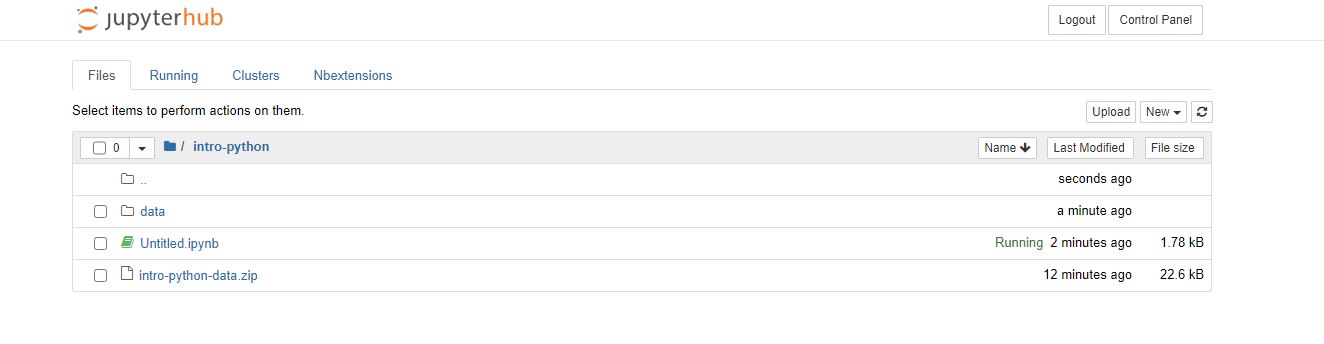 jupyterhub Logout Control Panel
Files Running Clusters Nbextensions
Select items to perform actions on them. Upload New
0 / intro-python Name Last Modified File size
.. seconds ago
data a minute ago
Untitled.ipynb Running 2 minutes ago 1.78 kB
intro-python-data.zip 12 minutes ago 22.6 kB